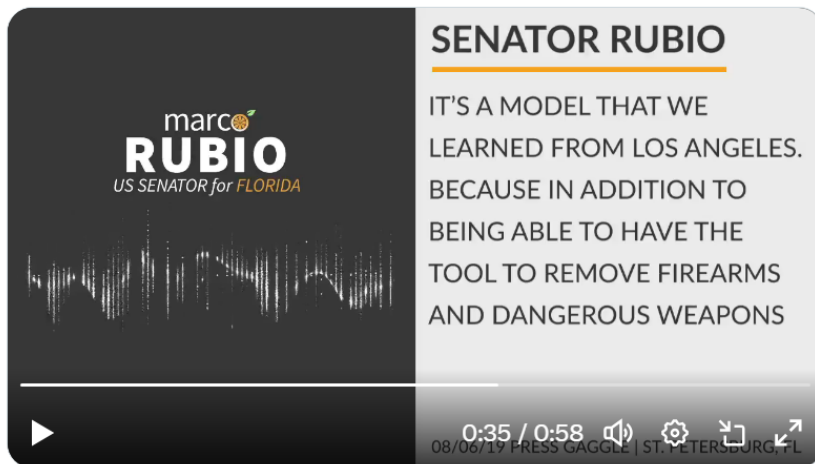 marco
RUBIO
US SENATOR for FLORIDA
SENATOR RUBIO
IT'S A MODEL THAT WE
LEARNED FROM LOS ANGELES.
BECAUSE IN ADDITION TO
BEING ABLE TO HAVE THE
TOOL TO REMOVE FIREARMS
AND DANGEROUS WEAPONS
0:35 / 0:58
08/06/19 PRESS GAGGLE | ST. PETERSBURG, FL